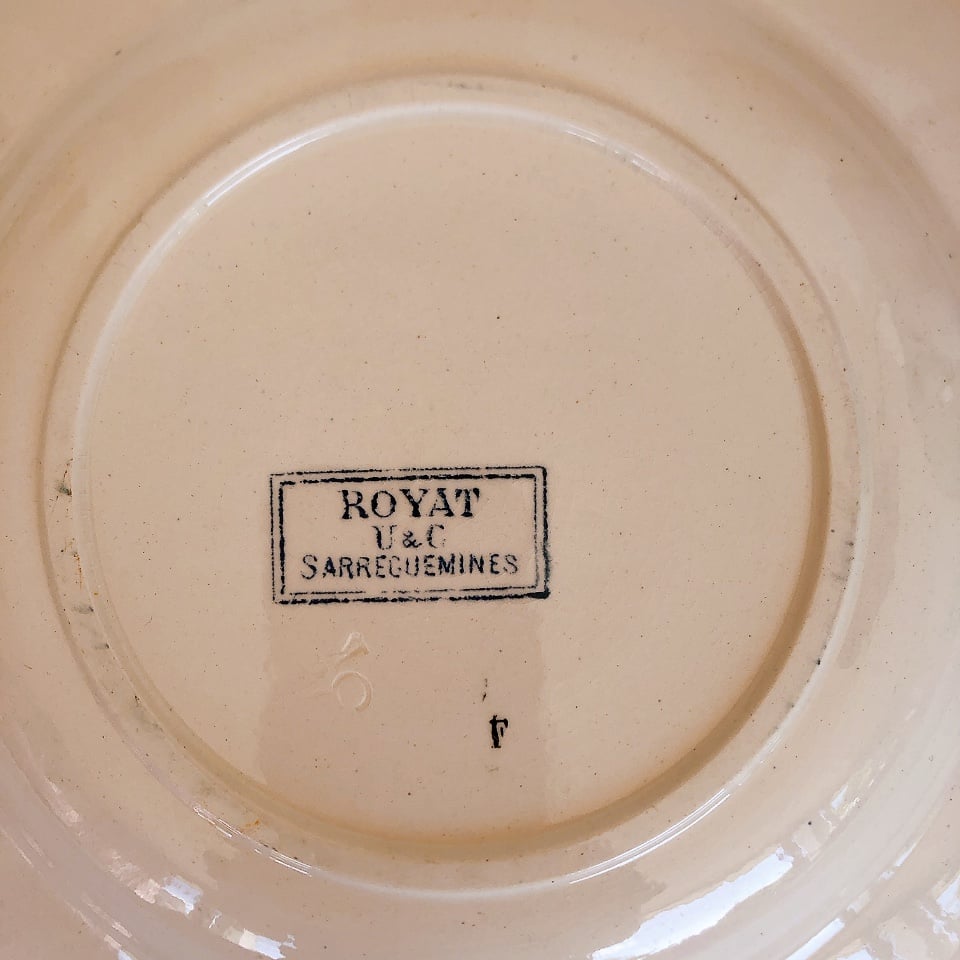 ROYAT
U & C
SARREGUEMINES
F